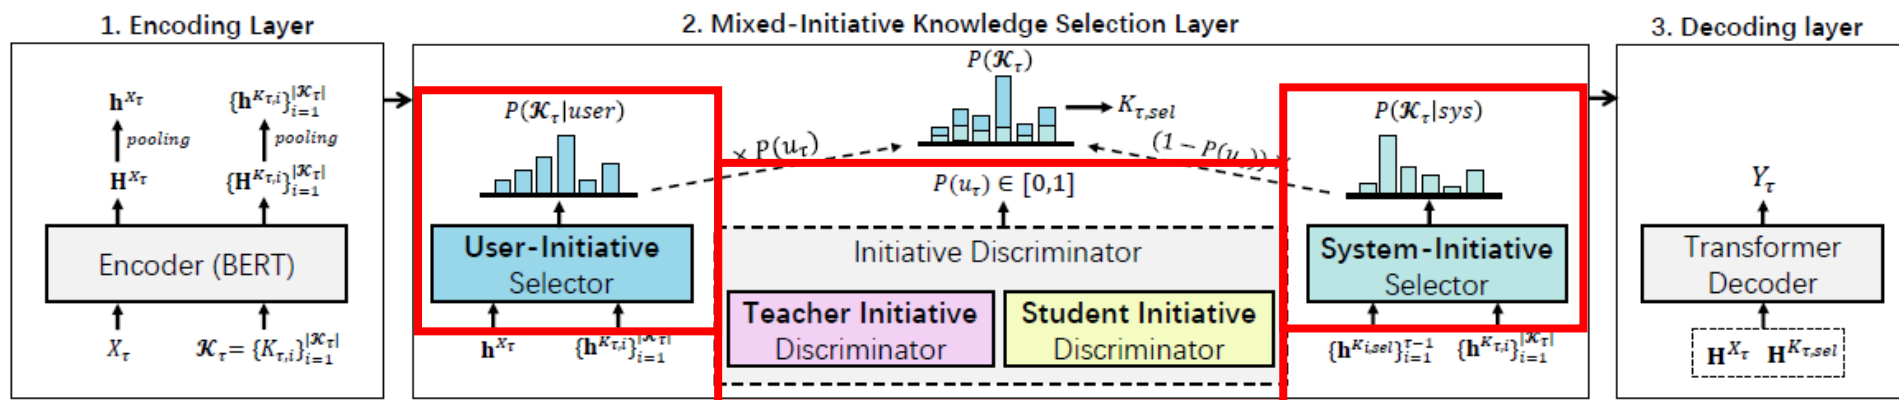 1. Encoding Layer
h^{X_τ} {h^{K_{τ,i}}}_{i=1}^{|𝒦_τ|}
pooling pooling
H^{X_τ} {H^{K_{τ,i}}}_{i=1}^{|𝒦_τ|}
Encoder (BERT)
X_τ 𝒦_τ = {K_{τ,i}}_{i=1}^{|𝒦_τ|}
2. Mixed-Initiative Knowledge Selection Layer
P(𝒦_τ|user)
× P(u_τ)
User-Initiative
Selector
h^{X_τ} {h^{K_{τ,i}}}_{i=1}^{|𝒦_τ|}
P(𝒦_τ)
K_{τ,sel}
P(u_τ) ∈ [0,1]
Initiative Discriminator
Teacher Initiative
Discriminator
Student Initiative
Discriminator
P(𝒦_τ|sys)
(1 − P(u_τ)) ×
System-Initiative
Selector
{h^{K_{i,sel}}}_{i=1}^{τ−1} {h^{K_{τ,i}}}_{i=1}^{|𝒦_τ|}
3. Decoding layer
Y_τ
Transformer
Decoder
H^{X_τ} H^{K_{τ,sel}}